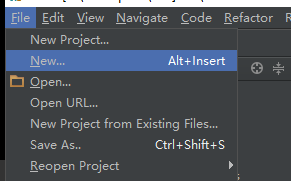 File Edit View Navigate Code Refactor
New Project...
New... Alt+Insert
Open...
Open URL...
New Project from Existing Files...
Save As.. Ctrl+Shift+S
Reopen Project